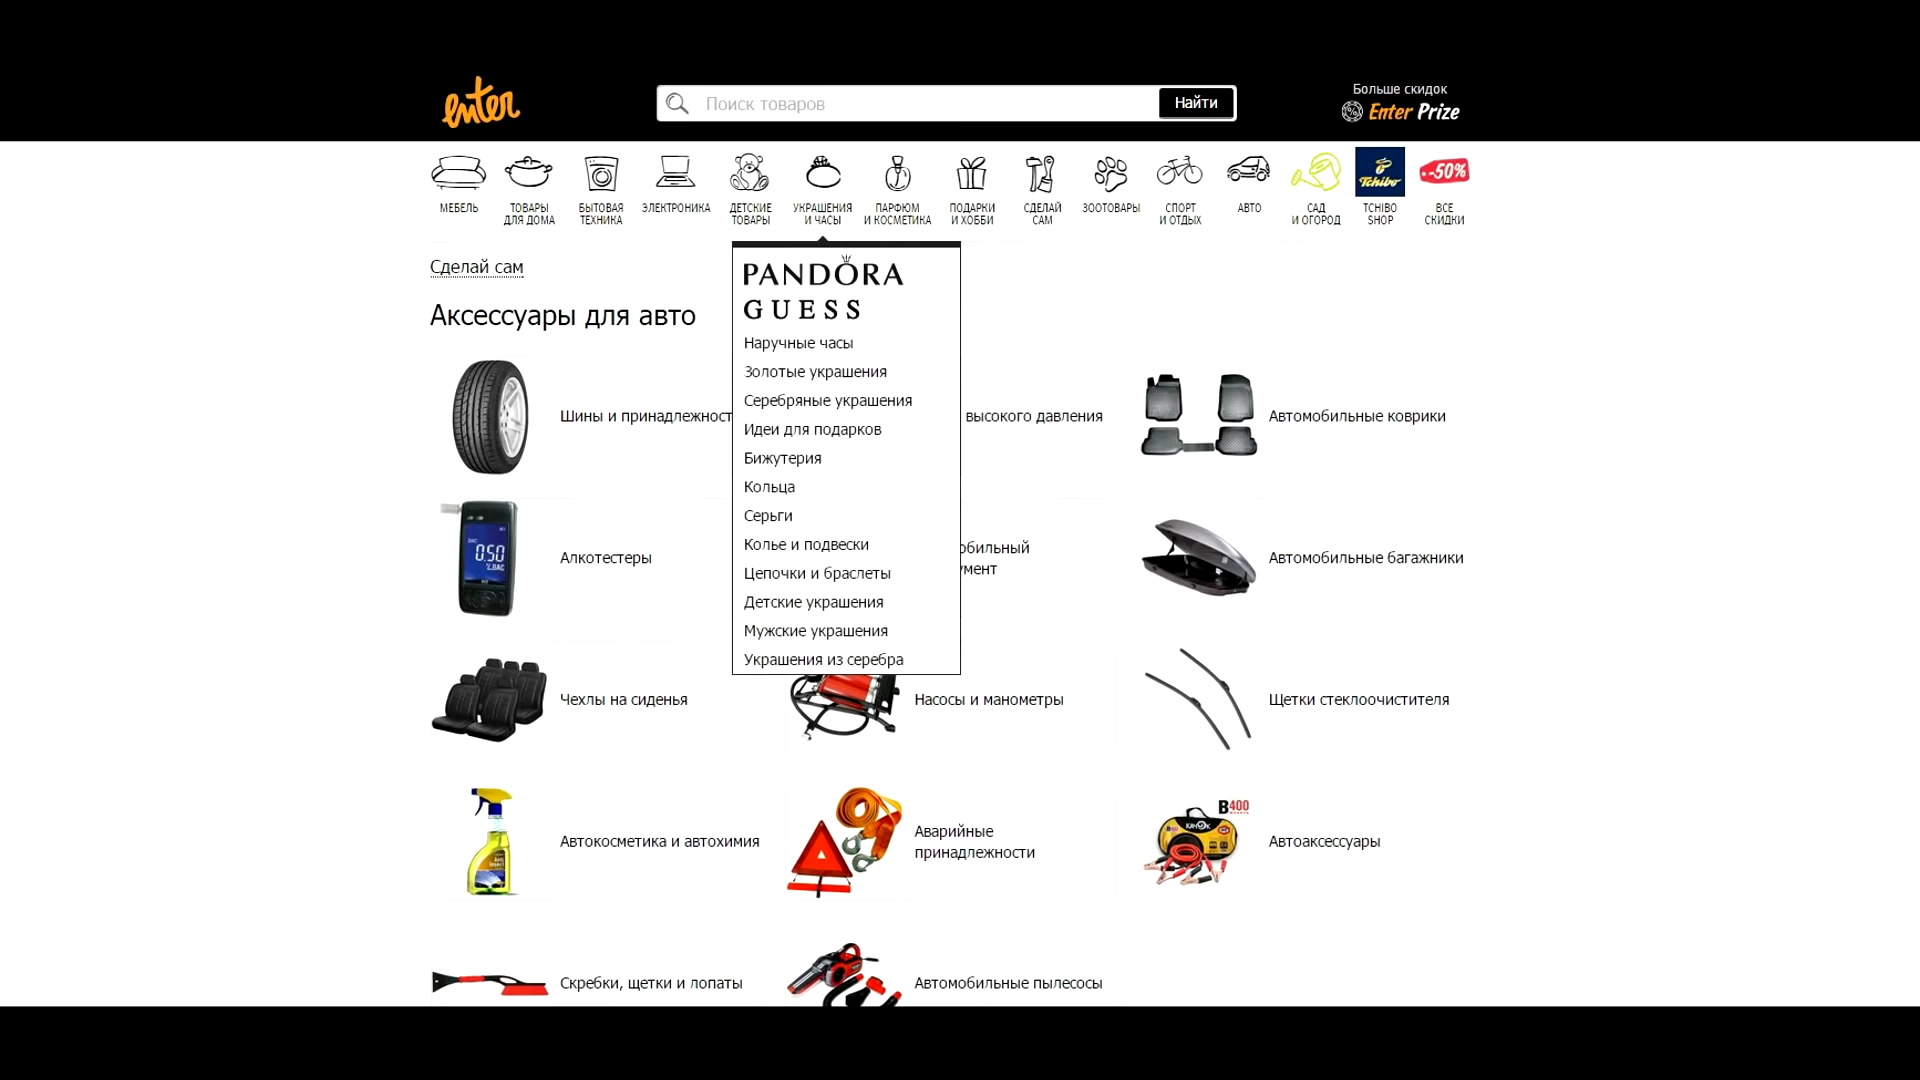 enter
Поиск товаров
Найти
Больше скидок
Enter Prize
Tchibo
-50%
МЕБЕЛЬ
ТОВАРЫ
ДЛЯ ДОМА
БЫТОВАЯ
ТЕХНИКА
ЭЛЕКТРОНИКА
ДЕТСКИЕ
ТОВАРЫ
УКРАШЕНИЯ
И ЧАСЫ
ПАРФЮМ
И КОСМЕТИКА
ПОДАРКИ
И ХОББИ
СДЕЛАЙ
САМ
ЗООТОВАРЫ
СПОРТ
И ОТДЫХ
АВТО
САД
И ОГОРОД
TCHIBO
SHOP
ВСЕ
СКИДКИ
Сделай сам
Аксессуары для авто
PANDORA
GUESS
Наручные часы
Золотые украшения
Серебряные украшения
Идеи для подарков
Бижутерия
Кольца
Серьги
Колье и подвески
Цепочки и браслеты
Детские украшения
Мужские украшения
Украшения из серебра
Шины и принадлежност
высокого давления
Автомобильные коврики
0.50
%BAC
Алкотестеры
обильный
умент
Автомобильные багажники
Чехлы на сиденья
Насосы и манометры
Щетки стеклоочистителя
Автокосметика и автохимия
Аварийные
принадлежности
B400
Автоаксессуары
Скребки, щетки и лопаты
Автомобильные пылесосы